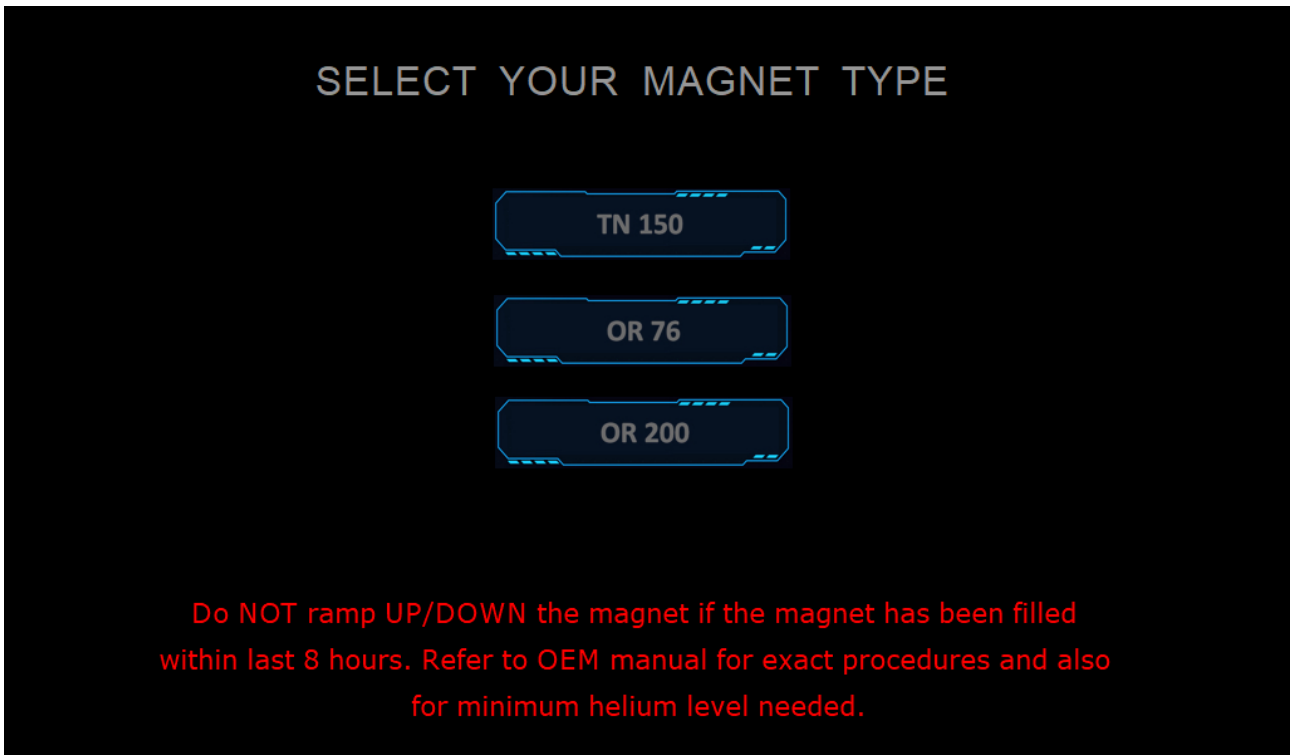 SELECT YOUR MAGNET TYPE
TN 150
OR 76
OR 200
Do NOT ramp UP/DOWN the magnet if the magnet has been filled
within last 8 hours. Refer to OEM manual for exact procedures and also
for minimum helium level needed.